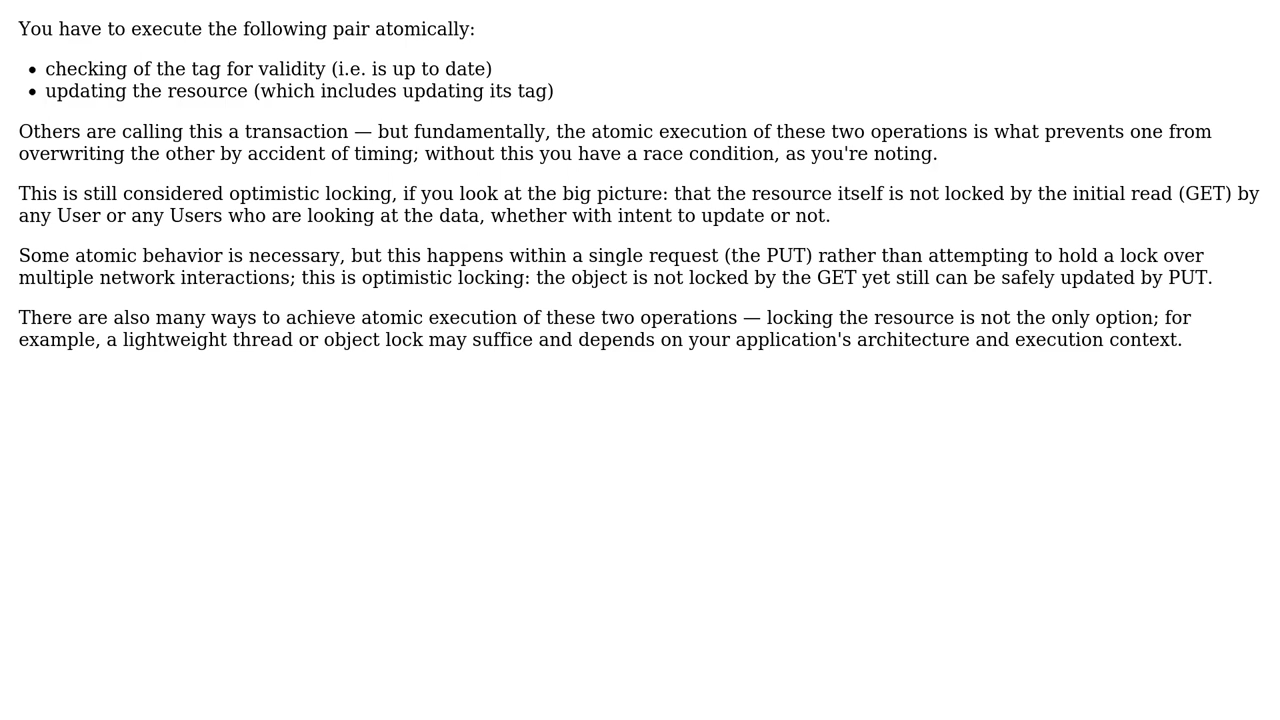 You have to execute the following pair atomically:
• checking of the tag for validity (i.e. is up to date)
• updating the resource (which includes updating its tag)
Others are calling this a transaction — but fundamentally, the atomic execution of these two operations is what prevents one from
overwriting the other by accident of timing; without this you have a race condition, as you're noting.
This is still considered optimistic locking, if you look at the big picture: that the resource itself is not locked by the initial read (GET) by
any User or any Users who are looking at the data, whether with intent to update or not.
Some atomic behavior is necessary, but this happens within a single request (the PUT) rather than attempting to hold a lock over
multiple network interactions; this is optimistic locking: the object is not locked by the GET yet still can be safely updated by PUT.
There are also many ways to achieve atomic execution of these two operations — locking the resource is not the only option; for
example, a lightweight thread or object lock may suffice and depends on your application's architecture and execution context.